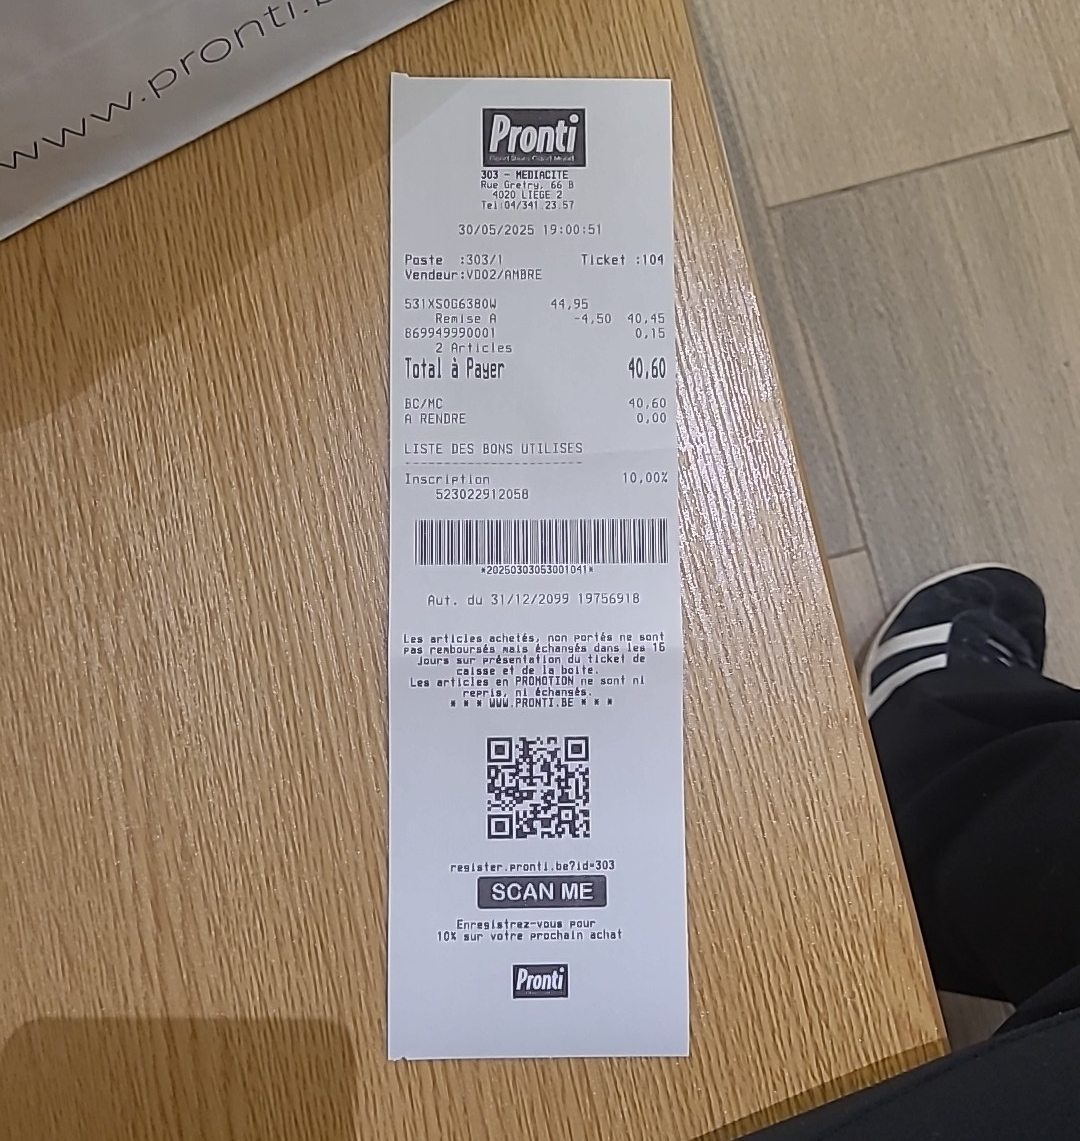 www.pronti.
Pronti
303 - MEDIACITE
Rue Gretry, 66 B
4020 LIEGE 2
Tel 04/341 23 57
30/05/2025 19:00:51
Poste :303/1 Ticket :104
Vendeur:VD02/AMBRE
531XSOG6380W 44,95
Remise A -4,50 40,45
869949990001 0,15
2 Articles
Total à Payer 40,60
BC/MC 40,60
A RENDRE 0,00
LISTE DES BONS UTILISES
Inscription 10,00%
523022912058
*2025030303001041*
Aut. du 31/12/2099 19756918
Les articles achetés, non portés ne sont
pas remboursés mais échangés dans les 16
jours sur présentation du ticket de
caisse et de la boite.
Les articles en PROMOTION ne sont ni
repris, ni échangés.
* * * WWW.PRONTI.BE * * *
register.pronti.be?id=303
SCAN ME
Enregistrez-vous pour
10% sur votre prochain achat
Pronti